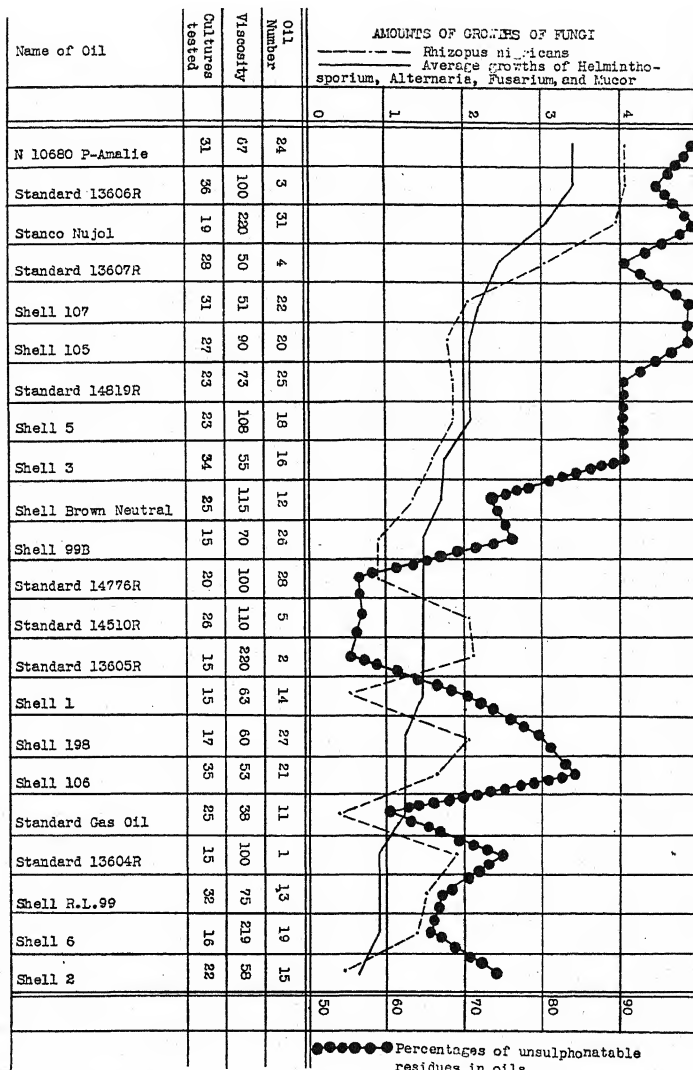 Name of Oil
Cultures tested
Viscosity
Oil Number
AMOUNTS OF GROWTHS OF FUNGI
Rhizopus nigricans
Average growths of Helmintho-
sporium, Alternaria, Fusarium, and Mucor
0 1 2 3 4
N 10680 P-Amalie 31 67 24
Standard 13606R 36 100 3
Stanco Nujol 19 220 31
Standard 13607R 28 50 4
Shell 107 31 51 22
Shell 105 27 90 20
Standard 14819R 23 73 25
Shell 5 23 108 18
Shell 3 34 55 16
Shell Brown Neutral 25 115 12
Shell 99B 15 70 26
Standard 14776R 20 100 28
Standard 14510R 26 110 5
Standard 13605R 15 220 2
Shell 1 15 63 14
Shell 198 17 60 27
Shell 106 35 53 21
Standard Gas Oil 25 38 11
Standard 13604R 15 100 1
Shell R.L.99 32 75 13
Shell 6 16 219 19
Shell 2 22 58 15
50 60 70 80 90
Percentages of unsulphonatable
residues in oils